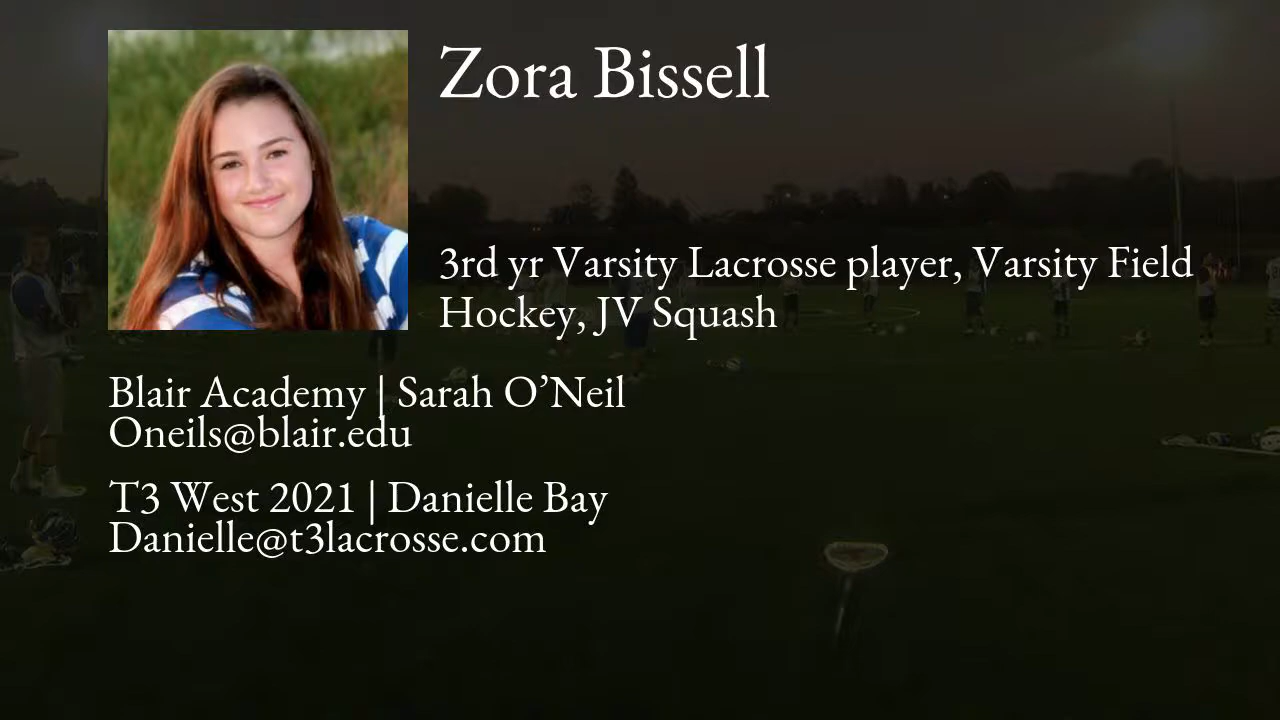 Zora Bissell
3rd yr Varsity Lacrosse player, Varsity Field
Hockey, JV Squash
Blair Academy | Sarah O’Neil
Oneils@blair.edu
T3 West 2021 | Danielle Bay
Danielle@t3lacrosse.com